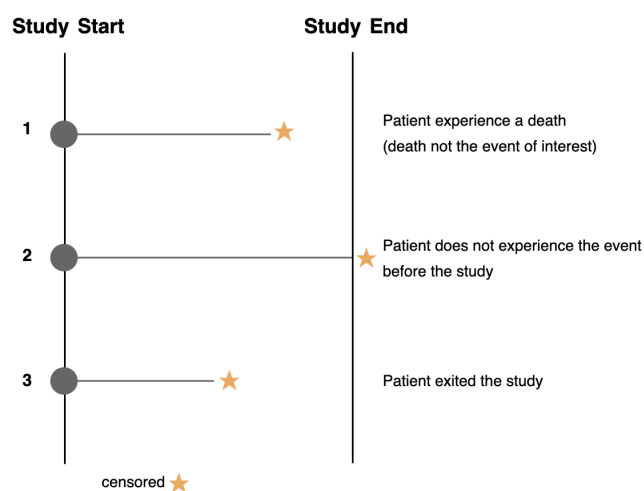 Study Start
Study End
1
Patient experience a death
(death not the event of interest)
2
Patient does not experience the event
before the study
3
Patient exited the study
censored